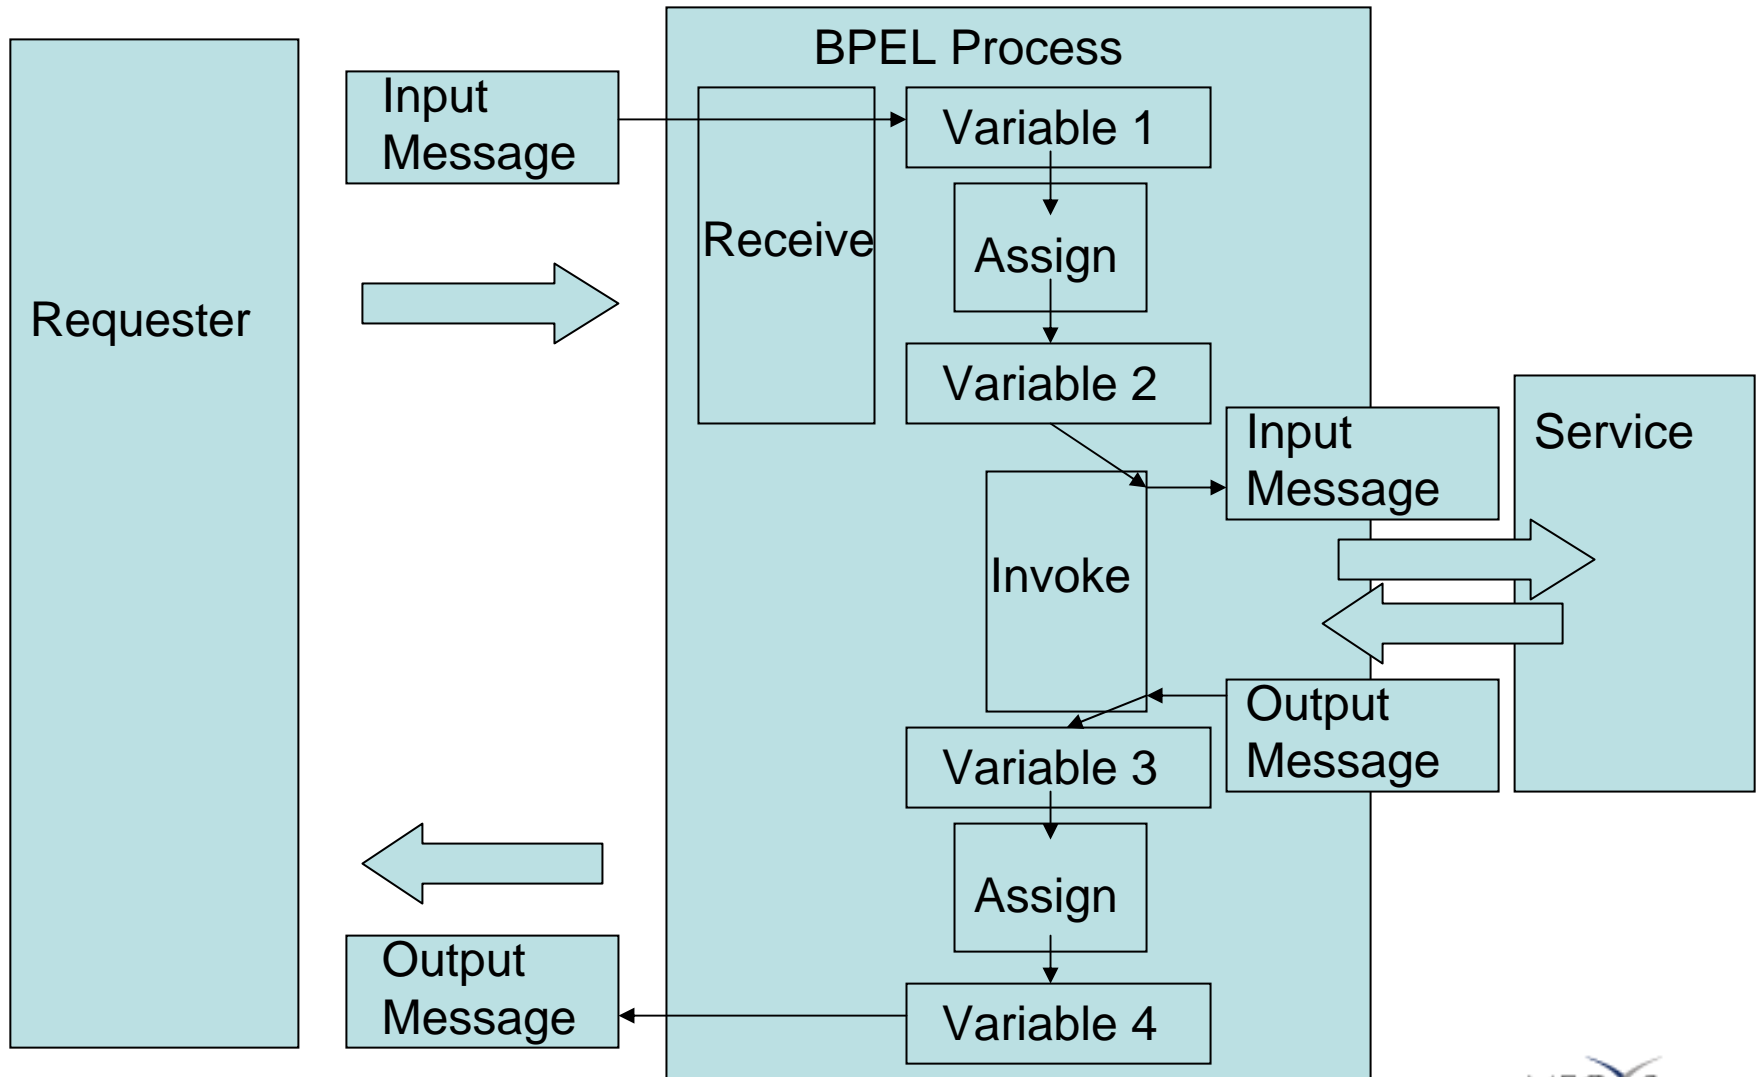 BPEL Process
Input
Message
Variable 1
Receive
Assign
Requester
Variable 2
Input
Message
Service
Invoke
Output
Message
Variable 3
Assign
Output
Message
Variable 4